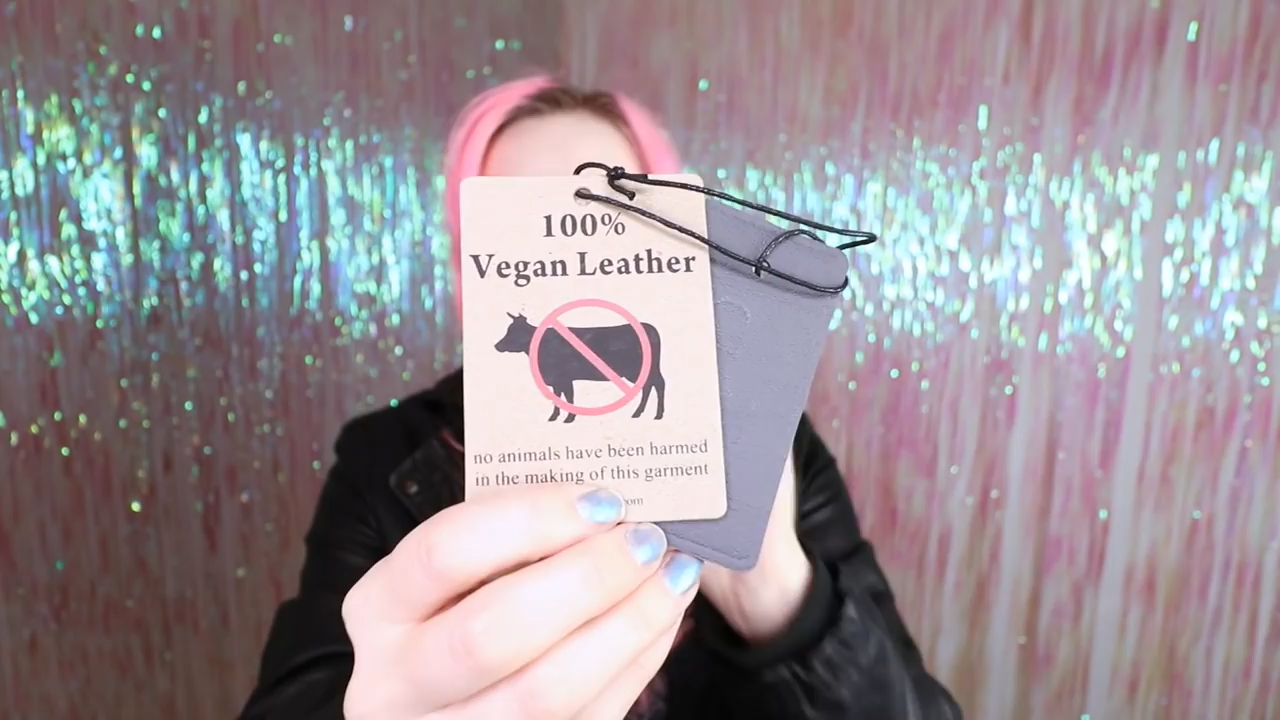 100%
Vegan Leather
no animals have been harmed
in the making of this garment